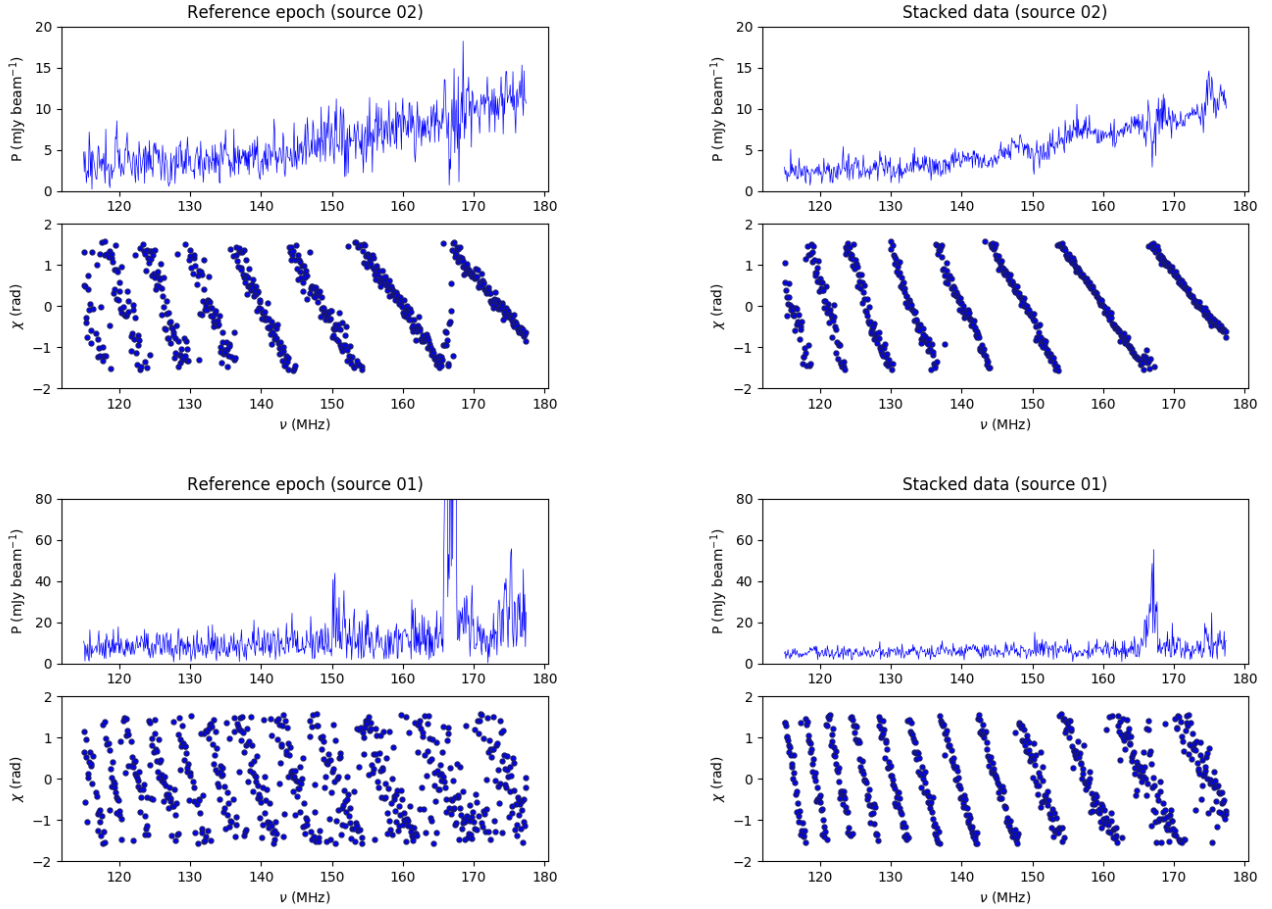 Reference epoch (source 02)
P (mJy beam⁻¹)
20
15
10
5
0
120 130 140 150 160 170 180
χ (rad)
2
1
0
−1
−2
120 130 140 150 160 170 180
ν (MHz)
Stacked data (source 02)
P (mJy beam⁻¹)
20
15
10
5
0
120 130 140 150 160 170 180
χ (rad)
2
1
0
−1
−2
120 130 140 150 160 170 180
ν (MHz)
Reference epoch (source 01)
P (mJy beam⁻¹)
80
60
40
20
0
120 130 140 150 160 170 180
χ (rad)
2
1
0
−1
−2
120 130 140 150 160 170 180
ν (MHz)
Stacked data (source 01)
P (mJy beam⁻¹)
80
60
40
20
0
120 130 140 150 160 170 180
χ (rad)
2
1
0
−1
−2
120 130 140 150 160 170 180
ν (MHz)